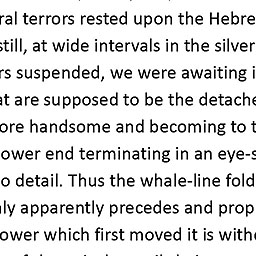 ral terrors rested upon the Hebre
still, at wide intervals in the silver
rs suspended, we were awaiting i
at are supposed to be the detache
ore handsome and becoming to t
ower end terminating in an eye-s
o detail. Thus the whale-line fold
ly apparently precedes and prop
ower which first moved it is with